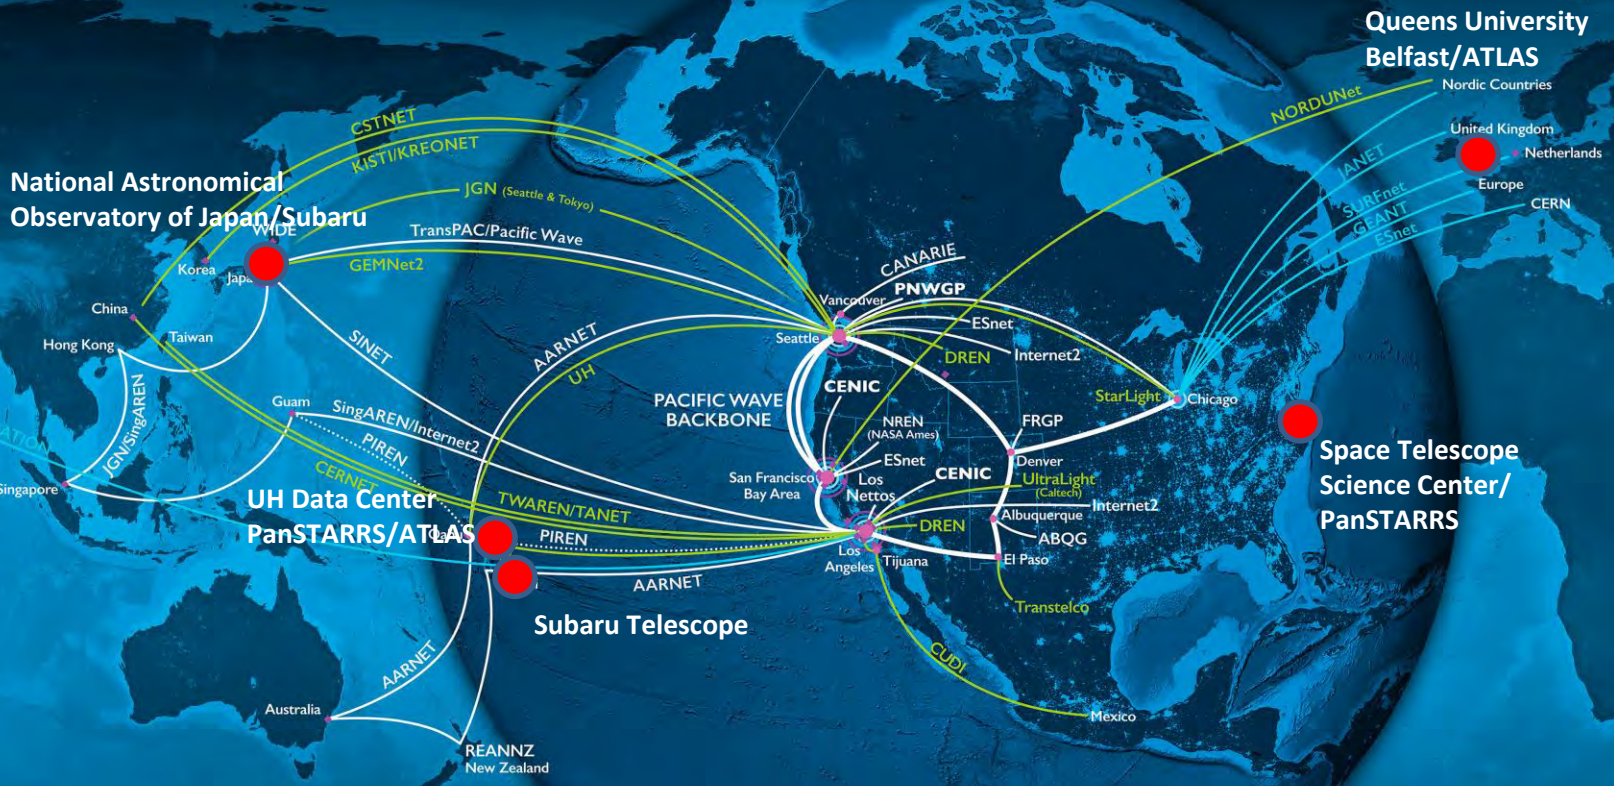 Queens University
Belfast/ATLAS
Nordic Countries
NORDUNet
CSTNET
KISTI/KREONET
United Kingdom
Netherlands
JANET
National Astronomical
Observatory of Japan/Subaru
JGN (Seattle & Tokyo)
Europe
SURFnet
GEANT
ESnet
CERN
WIDE
TransPAC/Pacific Wave
GEMNet2
Korea
CANARIE
PNWGP
Vancouver
China
Taiwan
Hong Kong
SINET
AARNET
UH
Seattle
ESnet
Internet2
DREN
JGN/SingAREN
Guam
SingAREN/Internet2
PIREN
PACIFIC WAVE
BACKBONE
CENIC
StarLight
Chicago
NREN
(NASA Ames)
FRGP
ESnet
Denver
Space Telescope
Science Center/
PanSTARRS
San Francisco
Bay Area
Los
Nettos
CENIC
UltraLight
(Caltech)
Internet2
Singapore
CERNET
UH Data Center
PanSTARRS/ATLAS
TWAREN/TANET
PIREN
DREN
Albuquerque
ABQG
Los
Angeles
Tijuana
El Paso
AARNET
Transtelco
Subaru Telescope
AARNET
CUDI
Australia
Mexico
REANNZ
New Zealand